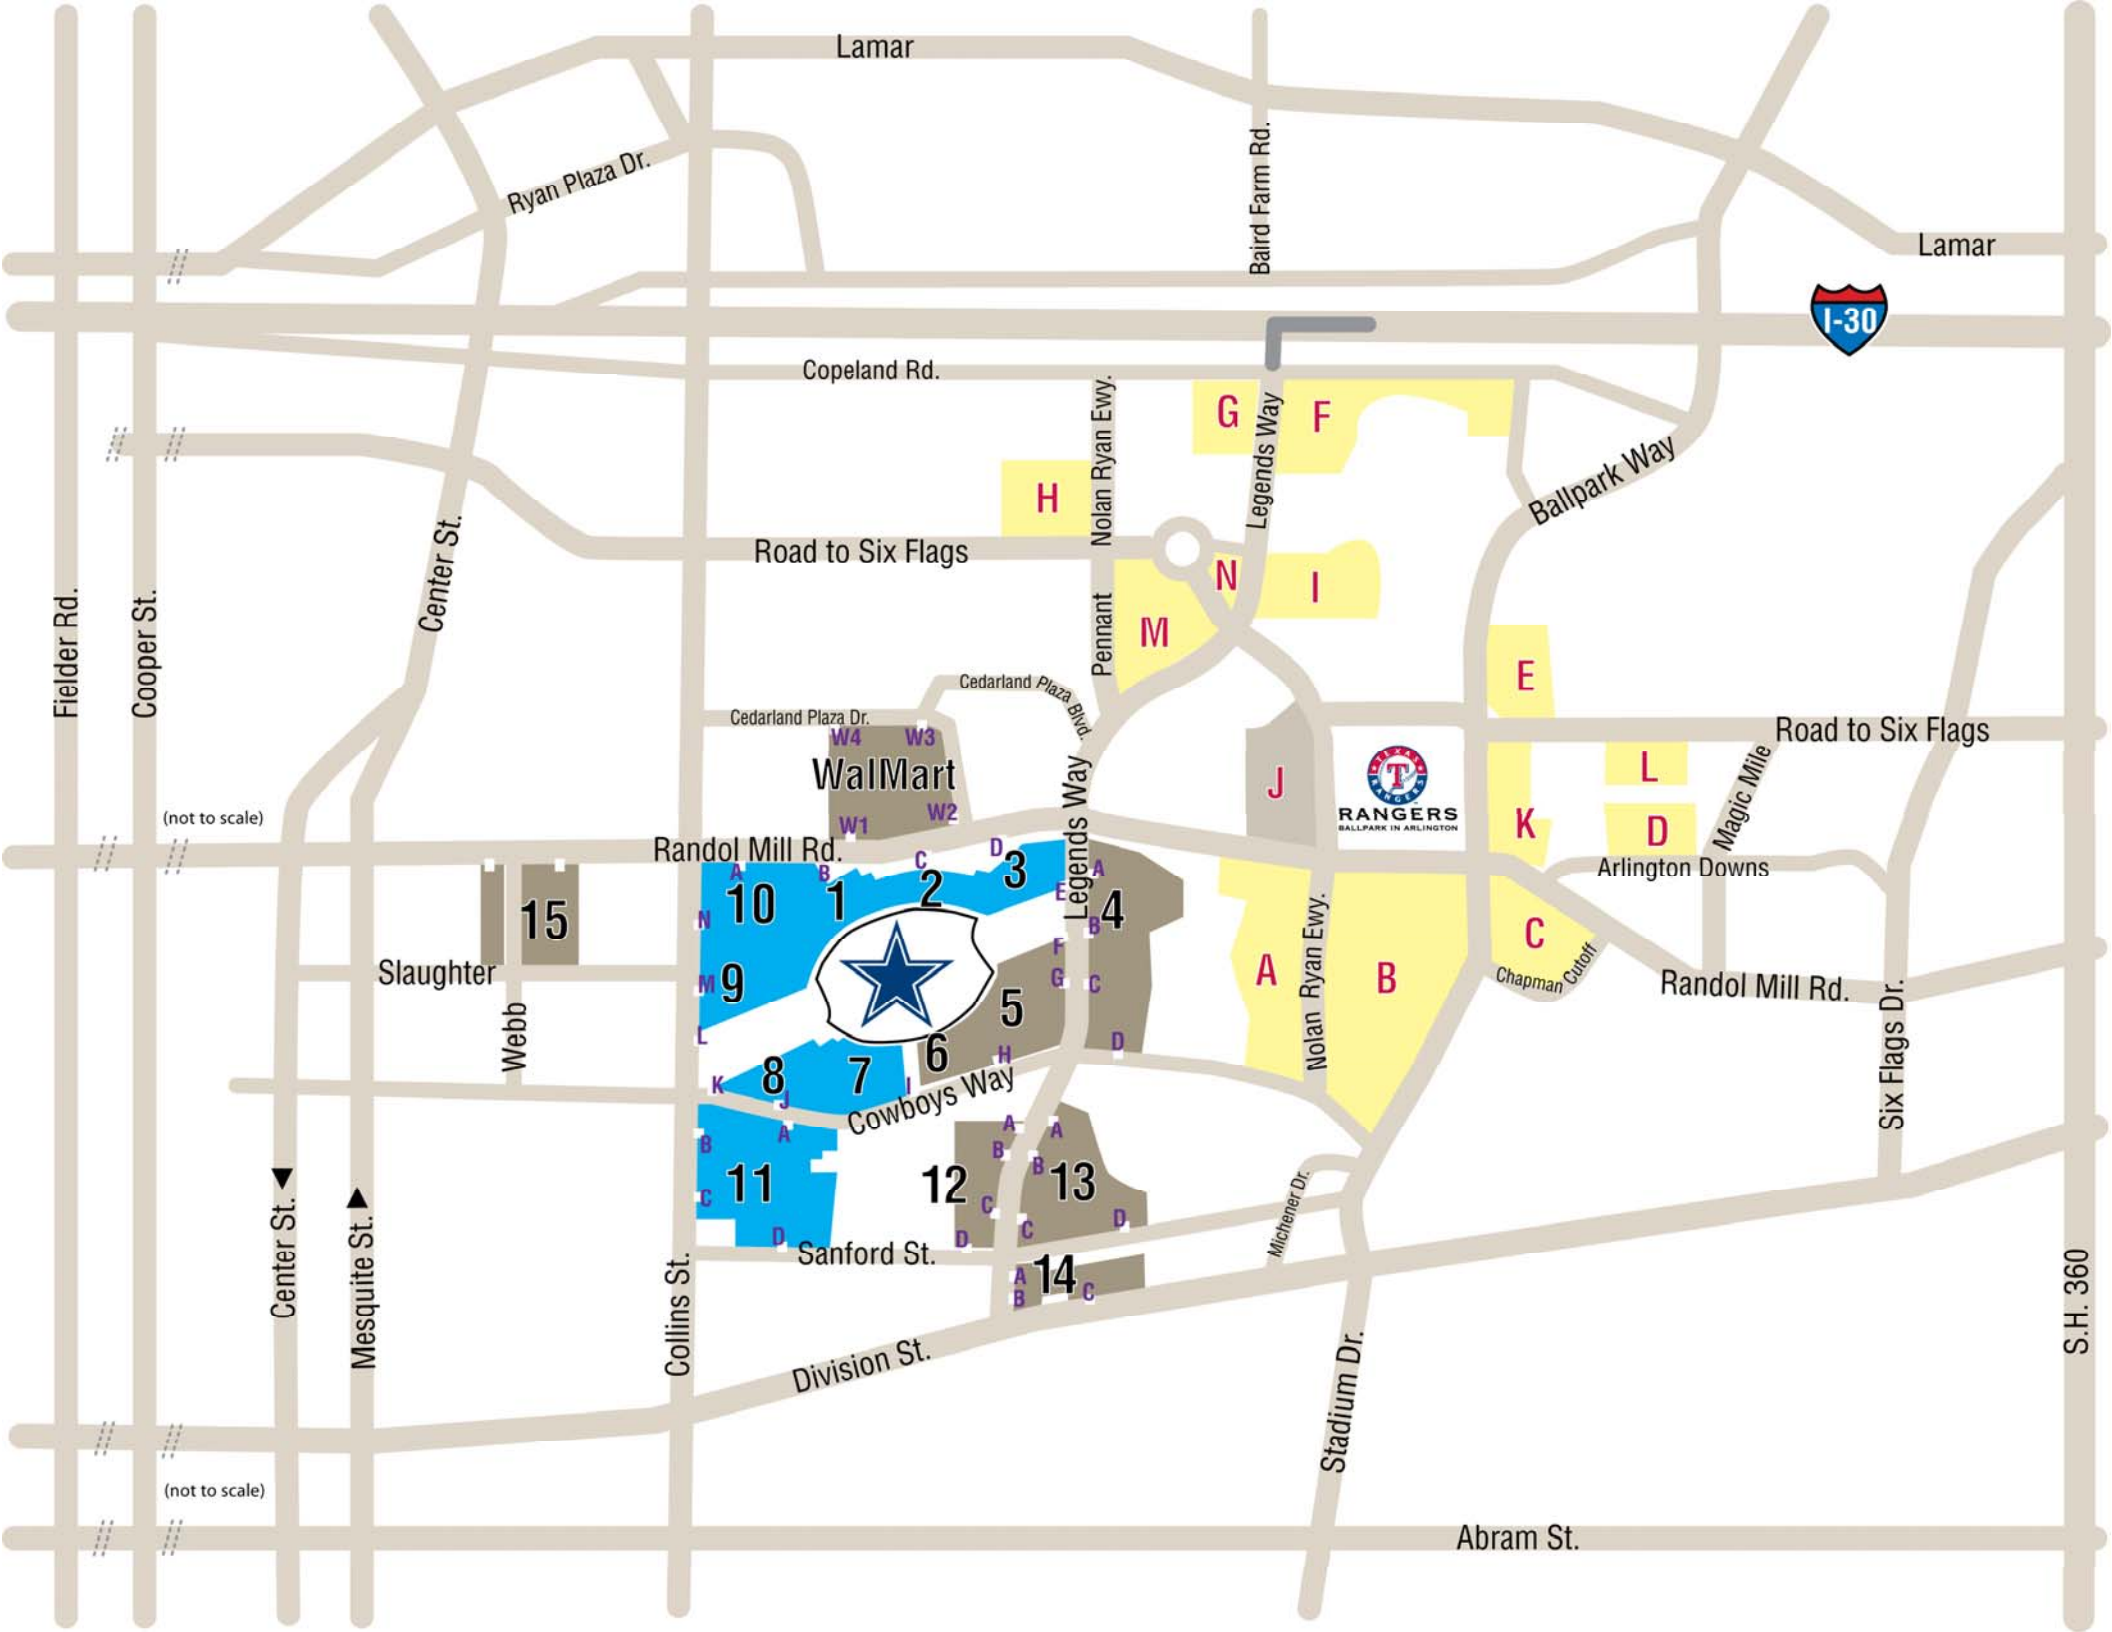 Lamar
Ryan Plaza Dr.
Baird Farm Rd.
Lamar
I-30
Copeland Rd.
Nolan Ryan Ewy.
G
Legends Way
F
Ballpark Way
H
Road to Six Flags
Center St.
Fielder Rd.
Cooper St.
N
I
M
Pennant
E
Cedarland Plaza Blvd.
Cedarland Plaza Dr.
W4
W3
WalMart
W1
W2
Legends Way
J
TEXAS
T
RANGERS
RANGERS
BALLPARK IN ARLINGTON
Road to Six Flags
L
K
D
Magic Mile
Arlington Downs
(not to scale)
Randol Mill Rd.
A
B
C
D
E
10
1
2
3
A
4
B
15
N
F
G
C
M
9
5
Slaughter
Webb
L
6
H
D
A
B
C
Nolan Ryan Ewy.
Chapman Cutoff
Randol Mill Rd.
Six Flags Dr.
K
8
7
I
J
Cowboys Way
A
B
11
C
D
A
B
12
C
D
A
B
13
C
D
Michener Dr.
Sanford St.
A
14
B
C
Center St.
Mesquite St.
Collins St.
Division St.
Stadium Dr.
S.H. 360
(not to scale)
Abram St.